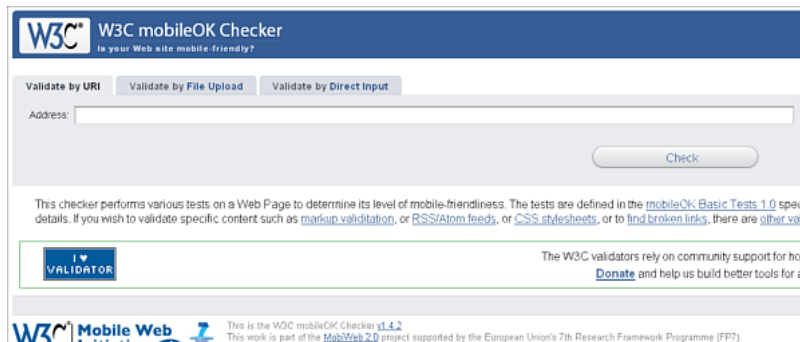 W3C® W3C mobileOK Checker
Is your Web site mobile-friendly?
Validate by URI Validate by File Upload Validate by Direct Input
Address:
Check
This checker performs various tests on a Web Page to determine its level of mobile-friendliness. The tests are defined in the mobileOK Basic Tests 1.0 spec
details. If you wish to validate specific content such as markup validitation, or RSS/Atom feeds, or CSS stylesheets, or to find broken links, there are other va
I ♥ The W3C validators rely on community support for ho
VALIDATOR Donate and help us build better tools for a
W3C® Mobile Web
Initiative
7
This is the W3C mobileOK Checker v1.4.2
This work is part of the MobiWeb 2.0 project supported by the European Union's 7th Research Framework Programme (FP7).